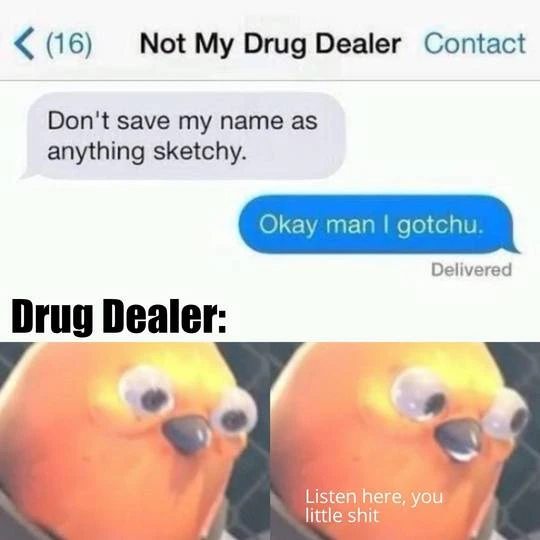 (16) Not My Drug Dealer Contact
Don't save my name as
anything sketchy.
Okay man I gotchu.
Delivered
Drug Dealer:
Listen here, you
little shit